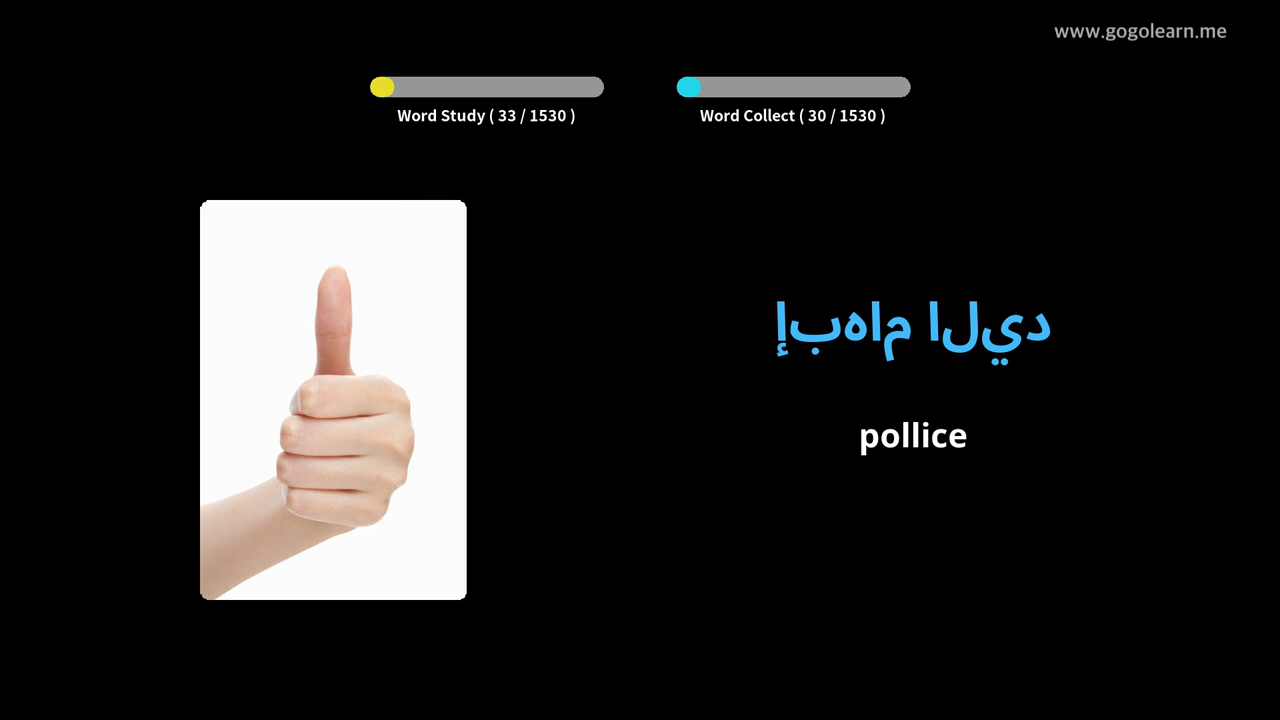 www.gogolearn.me
Word Study ( 33 / 1530 )
Word Collect ( 30 / 1530 )
إبهام اليد
pollice